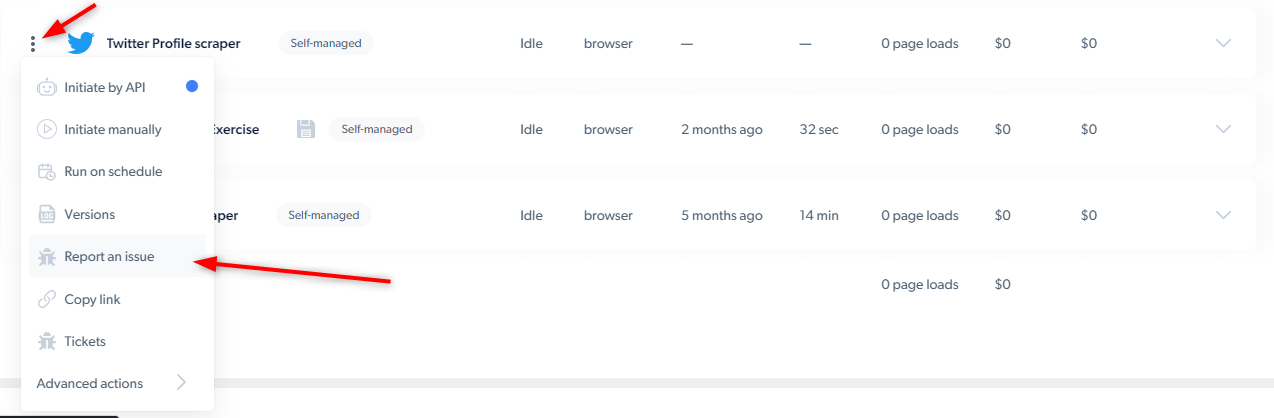 Twitter Profile scraper Self-managed Idle browser — — 0 page loads $0 $0
Initiate by API
Initiate manually Exercise Self-managed Idle browser 2 months ago 32 sec 0 page loads $0 $0
Run on schedule
Versions aper Self-managed Idle browser 5 months ago 14 min 0 page loads $0 $0
LOG
Report an issue
0 page loads $0
Copy link
Tickets
Advanced actions